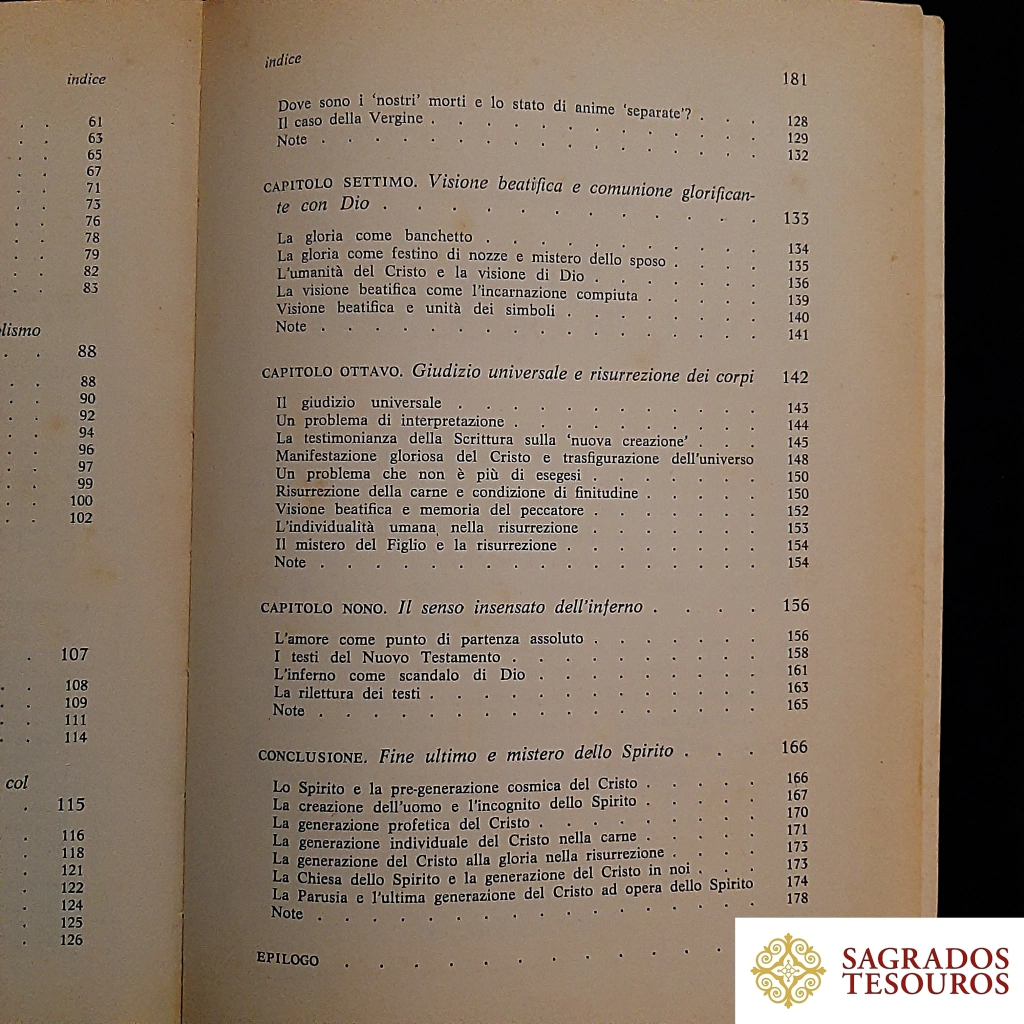 indice
61
63
65
67
71
73
76
78
79
82
83
lismo
. . 88
88
90
92
94
96
97
99
100
102
. 107
108
109
111
114
col
. 115
116
118
121
122
124
125
126
indice 181
Dove sono i 'nostri' morti e lo stato di anime 'separate'? . . . 128
Il caso della Vergine . . . . . . . . . . . . 129
Note . . . . . . . . . . . . . . . . 132
CAPITOLO SETTIMO. Visione beatifica e comunione glorifican-
te con Dio . . . . . . . . . . . . . . 133
La gloria come banchetto . . . . . . . . . . . 134
La gloria come festino di nozze e mistero dello sposo . . . . 135
L'umanità del Cristo e la visione di Dio . . . . . . . 136
La visione beatifica come l'incarnazione compiuta . . . . . 139
Visione beatifica e unità dei simboli . . . . . . . . 140
Note . . . . . . . . . . . . . . . . 141
CAPITOLO OTTAVO. Giudizio universale e risurrezione dei corpi 142
Il giudizio universale . . . . . . . . . . . . 143
Un problema di interpretazione . . . . . . . . . . 144
La testimonianza della Scrittura sulla 'nuova creazione' . . . 145
Manifestazione gloriosa del Cristo e trasfigurazione dell'universo 148
Un problema che non è più di esegesi . . . . . . . 150
Risurrezione della carne e condizione di finitudine . . . . . 150
Visione beatifica e memoria del peccatore . . . . . . . 152
L'individualità umana nella risurrezione . . . . . . . 153
Il mistero del Figlio e la risurrezione . . . . . . . . 154
Note . . . . . . . . . . . . . . . . 154
CAPITOLO NONO. Il senso insensato dell'inferno . . . . 156
L'amore come punto di partenza assoluto . . . . . . . 156
I testi del Nuovo Testamento . . . . . . . . . . 158
L'inferno come scandalo di Dio . . . . . . . . . 161
La rilettura dei testi . . . . . . . . . . . . . 163
Note . . . . . . . . . . . . . . . . 165
CONCLUSIONE. Fine ultimo e mistero dello Spirito . . . 166
Lo Spirito e la pre-generazione cosmica del Cristo . . . . . 166
La creazione dell'uomo e l'incognito dello Spirito . . . . . 167
La generazione profetica del Cristo . . . . . . . . . 170
La generazione individuale del Cristo nella carne . . . . . 171
La generazione del Cristo alla gloria nella risurrezione . . . . 173
La Chiesa dello Spirito e la generazione del Cristo in noi . . . 173
La Parusia e l'ultima generazione del Cristo ad opera dello Spirito 174
Note . . . . . . . . . . . . . . . . 178
EPILOGO . . . . . . . . . . .
SAGRADOS
TESOUROS